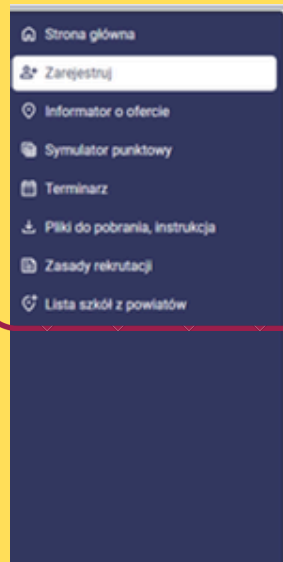 Strona główna
Zarejestruj
Informator o ofercie
Symulator punktowy
Terminarz
Pliki do pobrania, instrukcja
Zasady rekrutacji
Lista szkół z powiatów